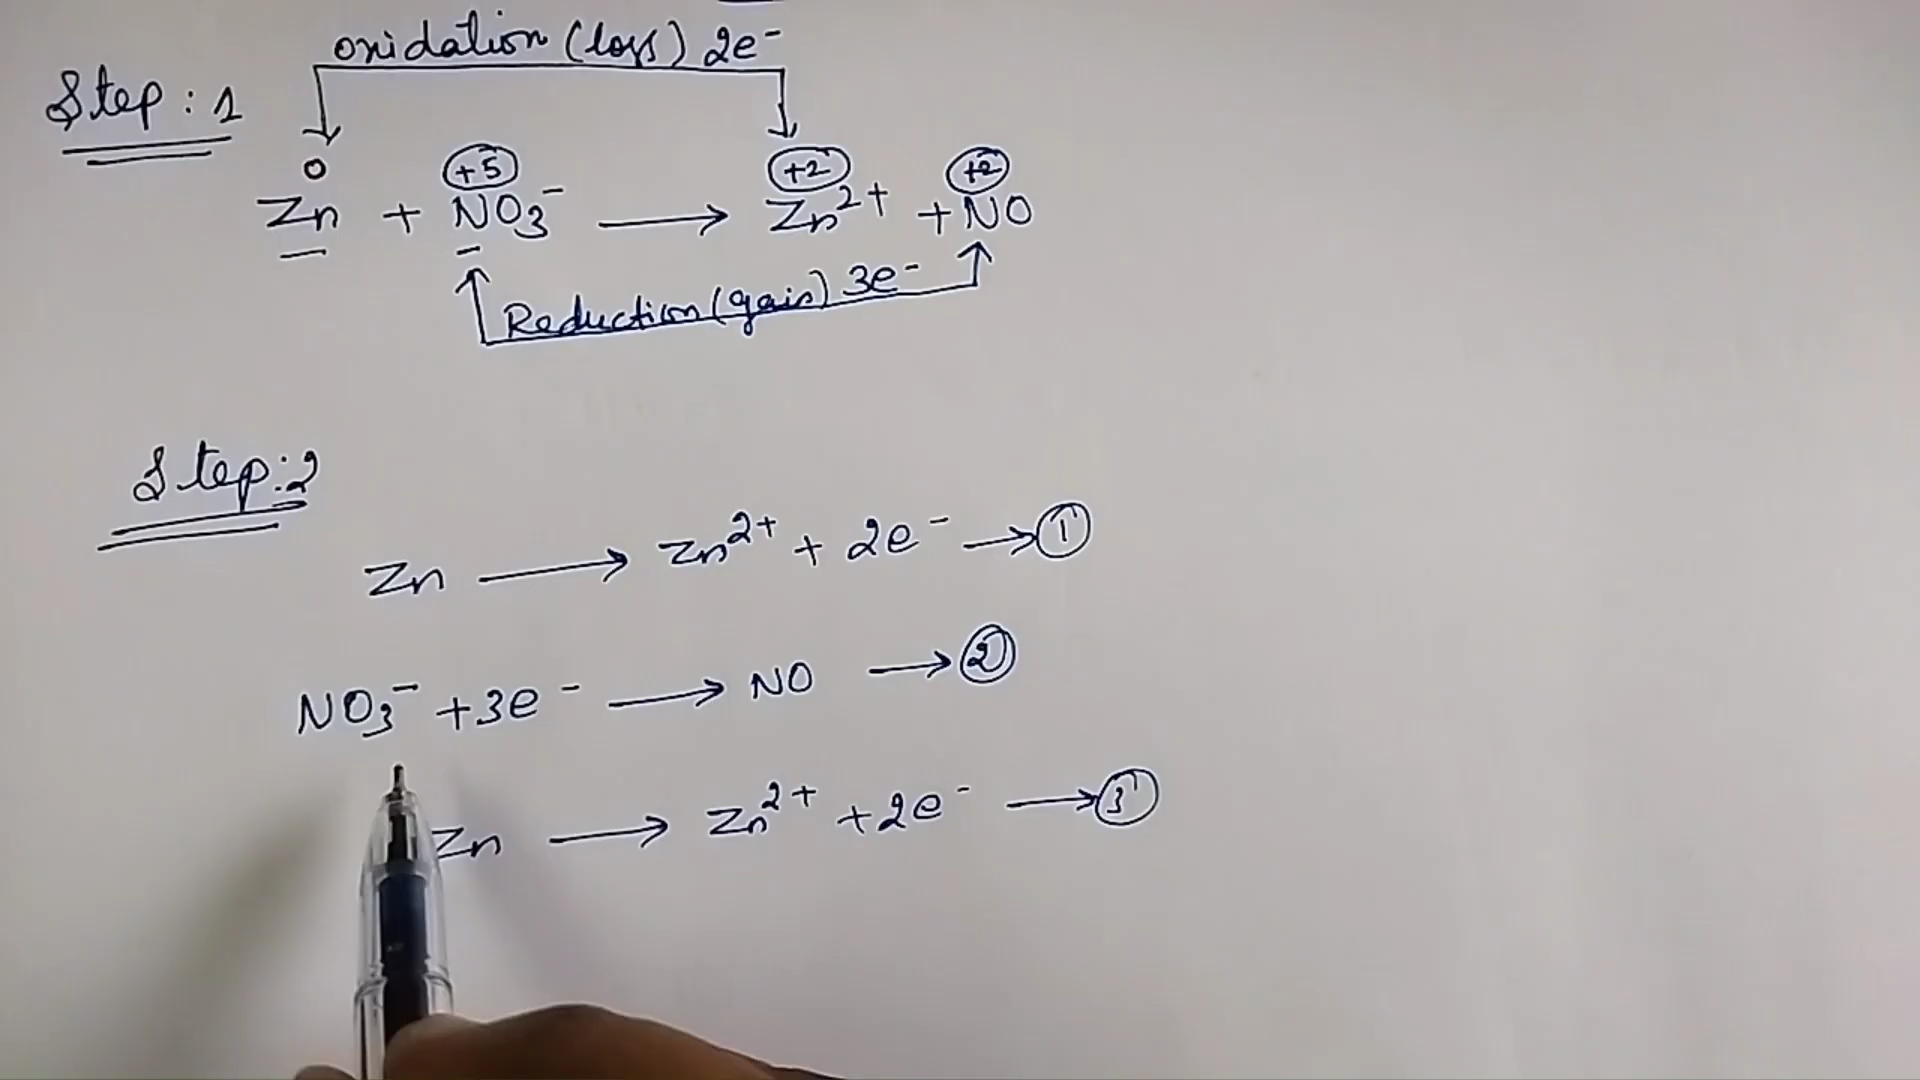 oxidation (loss) 2e⁻
Step : 1
0 +5 +2 +2
Zn + NO₃⁻ ⟶ Zn²⁺ + NO
Reduction (gain) 3e⁻
Step : 2
Zn ⟶ Zn²⁺ + 2e⁻ → ①
NO₃⁻ + 3e⁻ ⟶ NO → ②
Zn ⟶ Zn²⁺ + 2e⁻ → ③